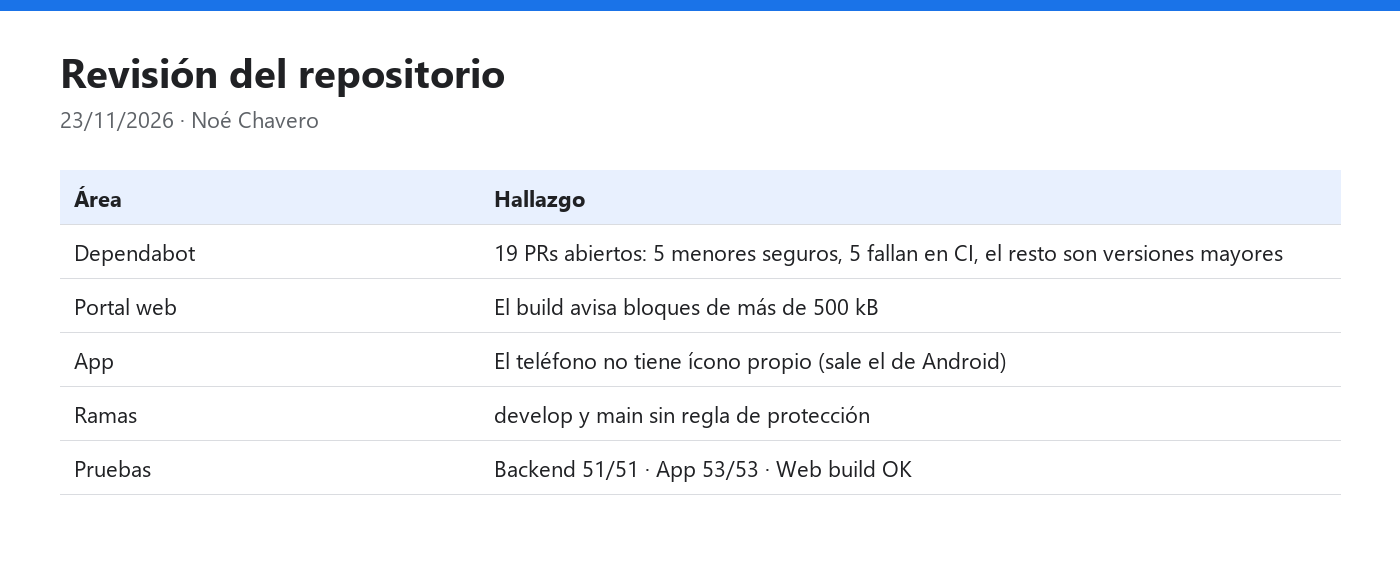 Revisión del repositorio
23/11/2026 · Noé Chavero
Área Hallazgo
Dependabot 19 PRs abiertos: 5 menores seguros, 5 fallan en CI, el resto son versiones mayores
Portal web El build avisa bloques de más de 500 kB
App El teléfono no tiene ícono propio (sale el de Android)
Ramas develop y main sin regla de protección
Pruebas Backend 51/51 · App 53/53 · Web build OK